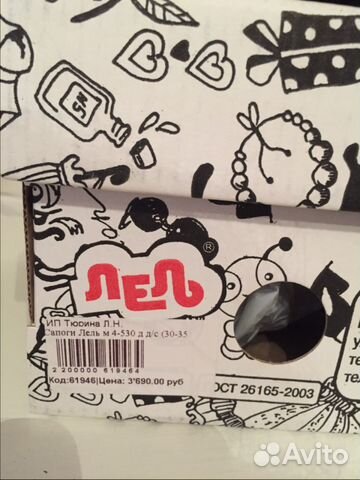 ЛЕЛЬ
®
ИП Тюрина Л.Н.
Сапоги Лель м 4-530 д д/с (30-35
2 200000 619464
Код:61946|Цена: 3'690.00 руб
ОСТ 26165-2003
Avito